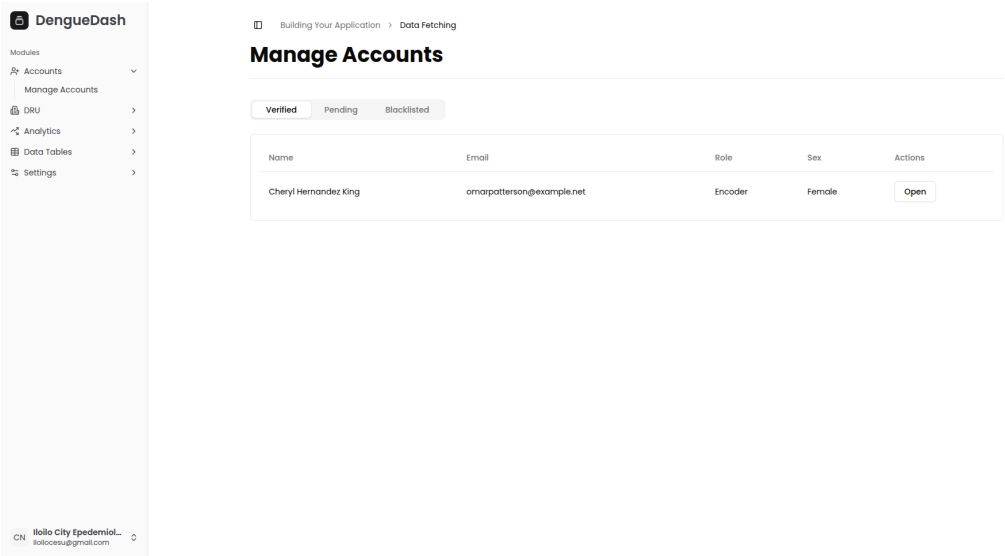 DengueDash
Modules
Accounts
Manage Accounts
DRU
Analytics
Data Tables
Settings
CN
Iloilo City Epedemiol...
iloilocesu@gmail.com
Building Your Application > Data Fetching
Manage Accounts
Verified Pending Blacklisted
Name Email Role Sex Actions
Cheryl Hernandez King omarpatterson@example.net Encoder Female Open